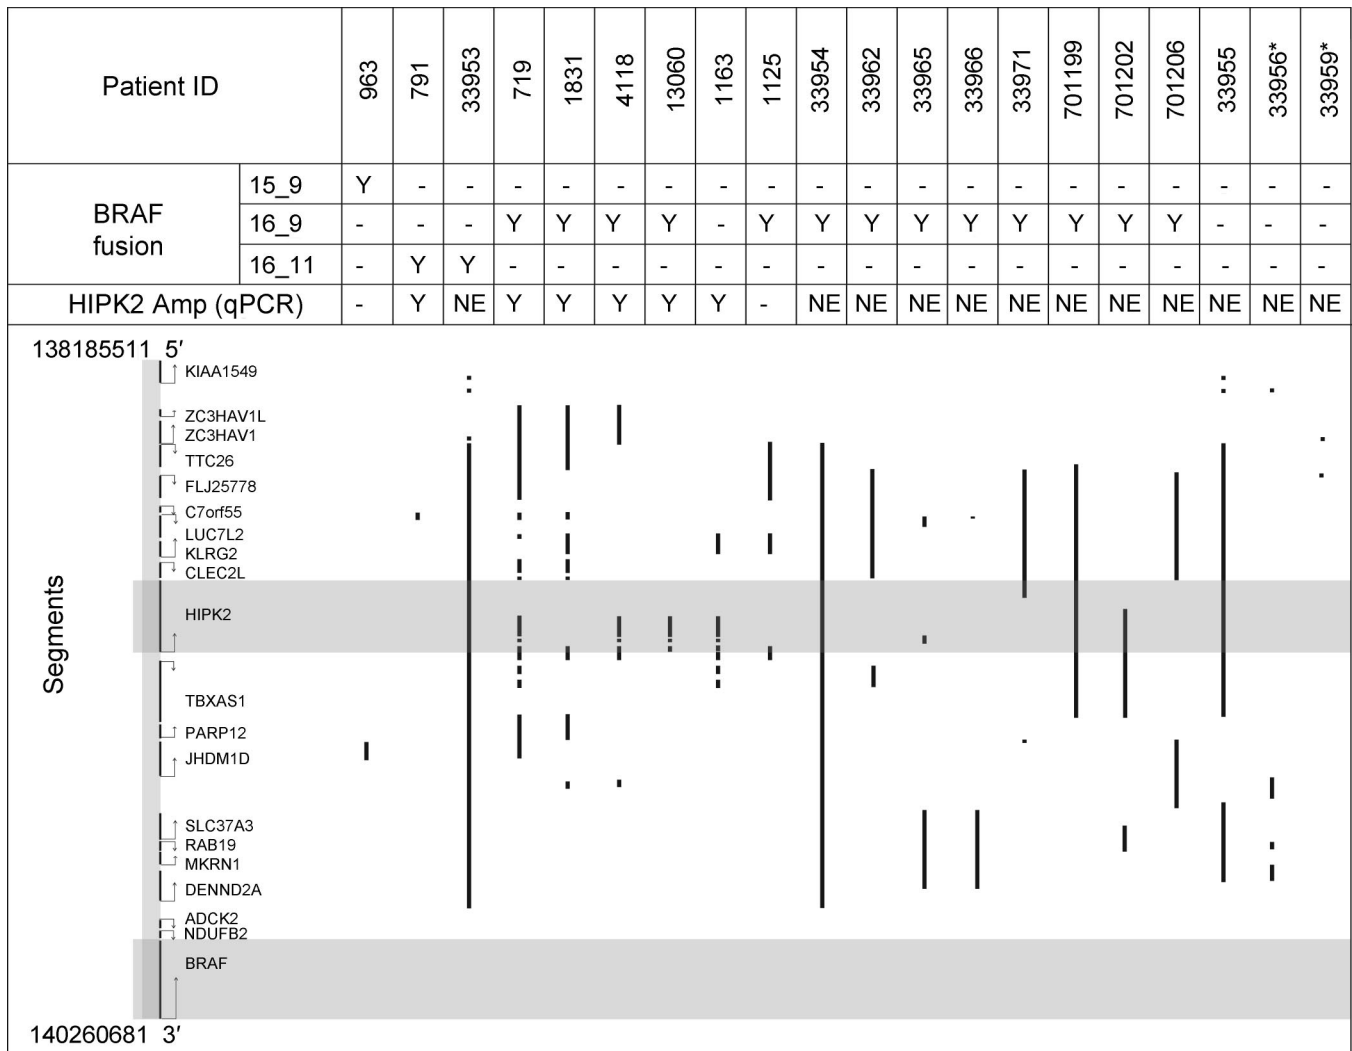 Patient ID 963 791 33953 719 1831 4118 13060 1163 1125 33954 33962 33965 33966 33971 701199 701202 701206 33955 33956* 33959*
BRAF fusion
15_9 Y - - - - - - - - - - - - - - - - - - -
16_9 - - - Y Y Y Y - Y Y Y Y Y Y Y Y Y - - -
16_11 - Y Y - - - - - - - - - - - - - - - - -
HIPK2 Amp (qPCR) - Y NE Y Y Y Y Y - NE NE NE NE NE NE NE NE NE NE NE
138185511 5′
KIAA1549
ZC3HAV1L
ZC3HAV1
TTC26
FLJ25778
C7orf55
LUC7L2
KLRG2
CLEC2L
HIPK2
Segments
TBXAS1
PARP12
JHDM1D
SLC37A3
RAB19
MKRN1
DENND2A
ADCK2
NDUFB2
BRAF
140260681 3′